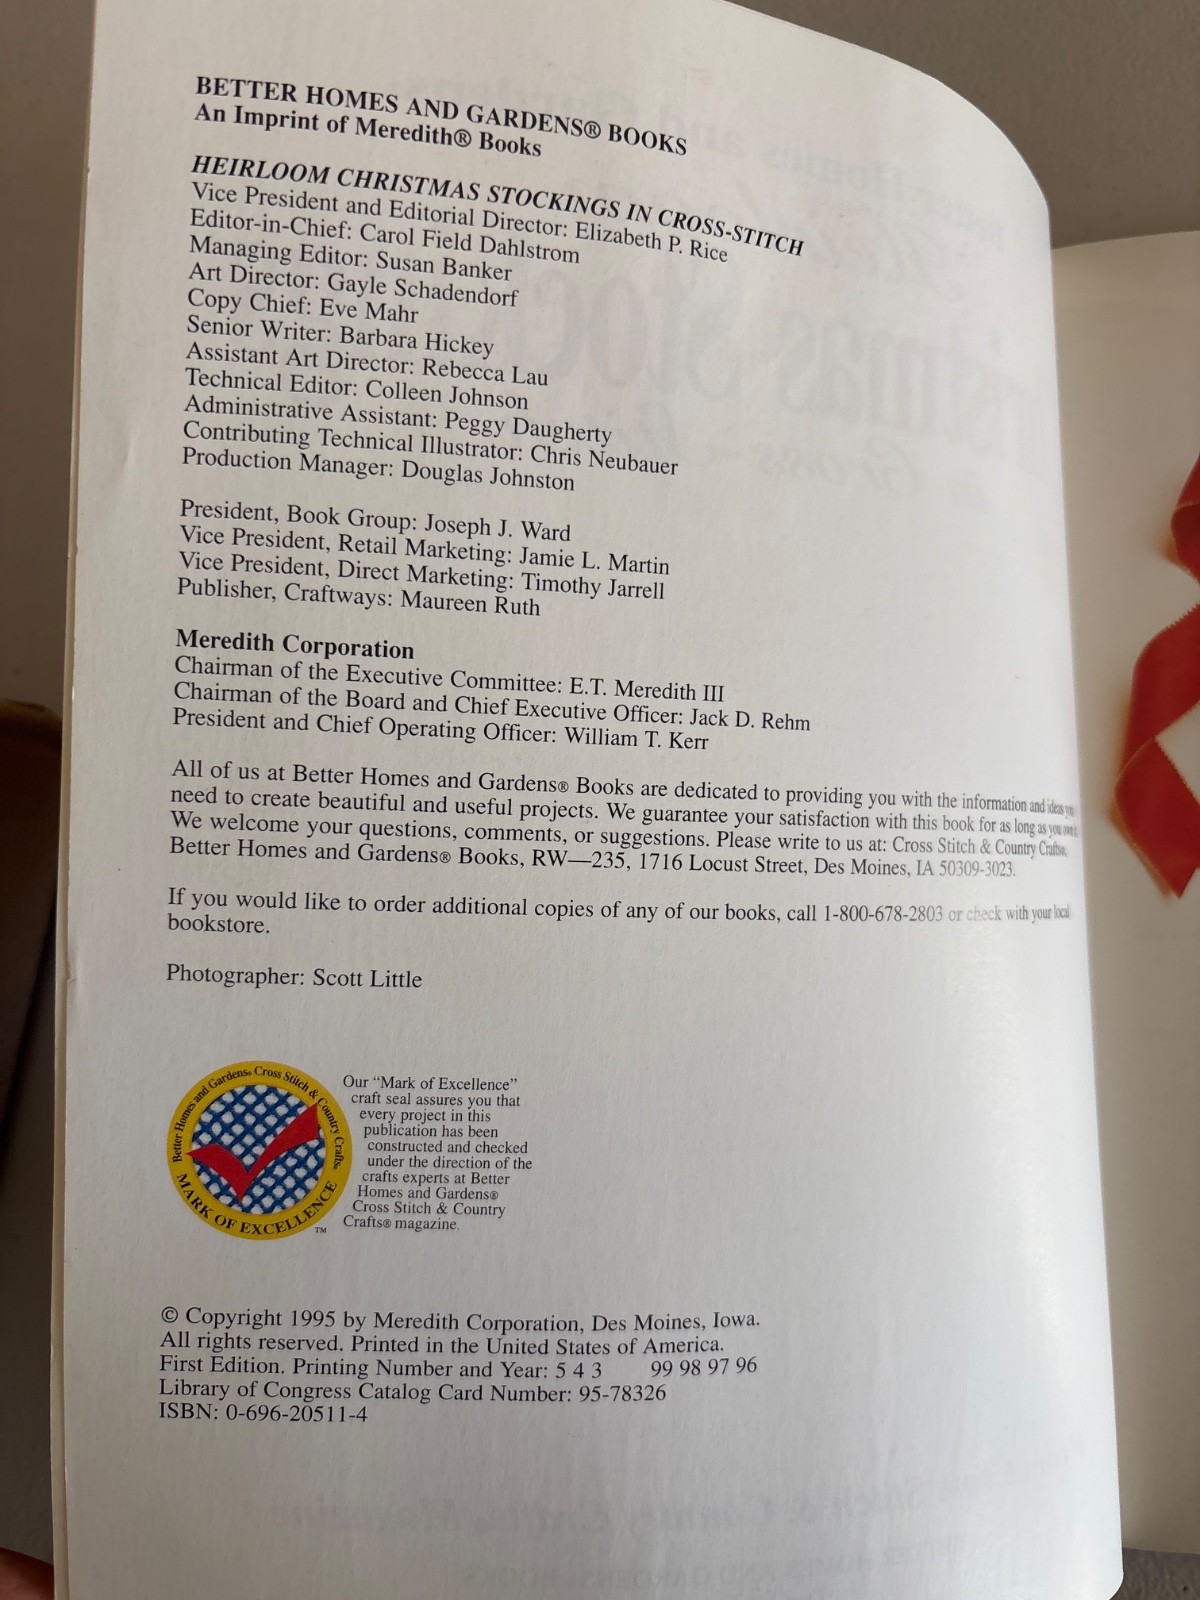 BETTER HOMES AND GARDENS® BOOKS
An Imprint of Meredith® Books
HEIRLOOM CHRISTMAS STOCKINGS IN CROSS-STITCH
Vice President and Editorial Director: Elizabeth P. Rice
Editor-in-Chief: Carol Field Dahlstrom
Managing Editor: Susan Banker
Art Director: Gayle Schadendorf
Copy Chief: Eve Mahr
Senior Writer: Barbara Hickey
Assistant Art Director: Rebecca Lau
Technical Editor: Colleen Johnson
Administrative Assistant: Peggy Daugherty
Contributing Technical Illustrator: Chris Neubauer
Production Manager: Douglas Johnston
President, Book Group: Joseph J. Ward
Vice President, Retail Marketing: Jamie L. Martin
Vice President, Direct Marketing: Timothy Jarrell
Publisher, Craftways: Maureen Ruth
Meredith Corporation
Chairman of the Executive Committee: E.T. Meredith III
Chairman of the Board and Chief Executive Officer: Jack D. Rehm
President and Chief Operating Officer: William T. Kerr
All of us at Better Homes and Gardens® Books are dedicated to providing you with the information and ideas you
need to create beautiful and useful projects. We guarantee your satisfaction with this book for as long as you own it.
We welcome your questions, comments, or suggestions. Please write to us at: Cross Stitch & Country Crafts®,
Better Homes and Gardens® Books, RW—235, 1716 Locust Street, Des Moines, IA 50309-3023.
If you would like to order additional copies of any of our books, call 1-800-678-2803 or check with your local
bookstore.
Photographer: Scott Little
Better Homes and Gardens® Cross Stitch & Country Crafts®
MARK OF EXCELLENCE™
Our “Mark of Excellence”
craft seal assures you that
every project in this
publication has been
constructed and checked
under the direction of the
crafts experts at Better
Homes and Gardens®
Cross Stitch & Country
Crafts® magazine.
© Copyright 1995 by Meredith Corporation, Des Moines, Iowa.
All rights reserved. Printed in the United States of America.
First Edition. Printing Number and Year: 5 4 3 99 98 97 96
Library of Congress Catalog Card Number: 95-78326
ISBN: 0-696-20511-4